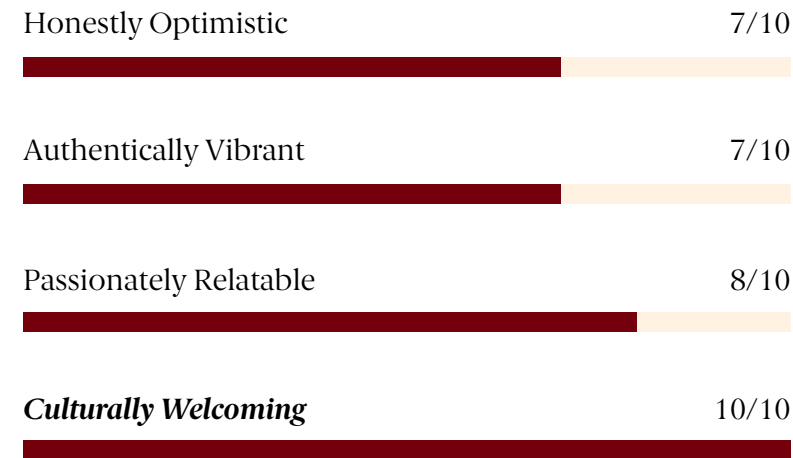 Honestly Optimistic 7/10
Authentically Vibrant 7/10
Passionately Relatable 8/10
Culturally Welcoming 10/10